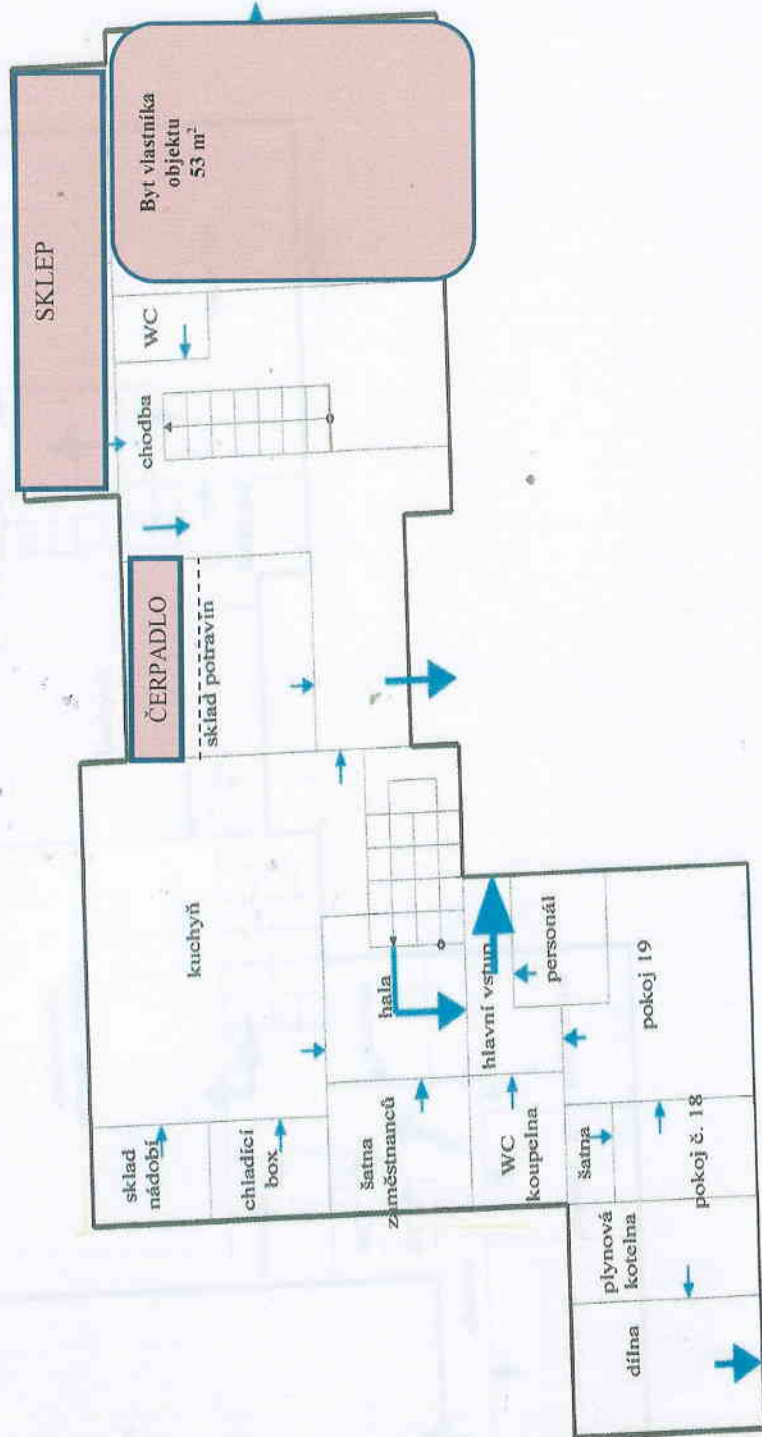 SKLEP
Byt vlastníka
objektu
53 m²
WC
chodba
ČERPADLO
sklad potravin
kuchyň
sklad
nádobí
chladící
box
hala
šatna
zaměstnanců
hlavní vstup
personál
WC
koupelna
šatna
pokoj 19
pokoj č. 18
plynová
kotelna
dílna